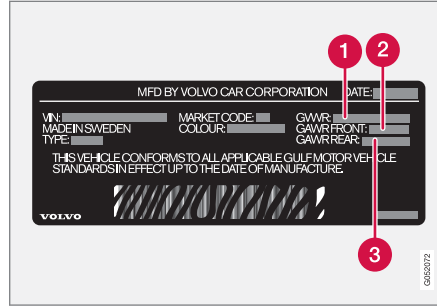 1 2
MFD BY VOLVO CAR CORPORATION DATE:
VIN: MARKET CODE: GWR:
MADE IN SWEDEN COLOUR: GAWR FRONT:
TYPE: GAWR REAR:
THIS VEHICLE CONFORMS TO ALL APPLICABLE GULF MOTOR VEHICLE
STANDARDS IN EFFECT UP TO THE DATE OF MANUFACTURE.
VOLVO
3
G052072